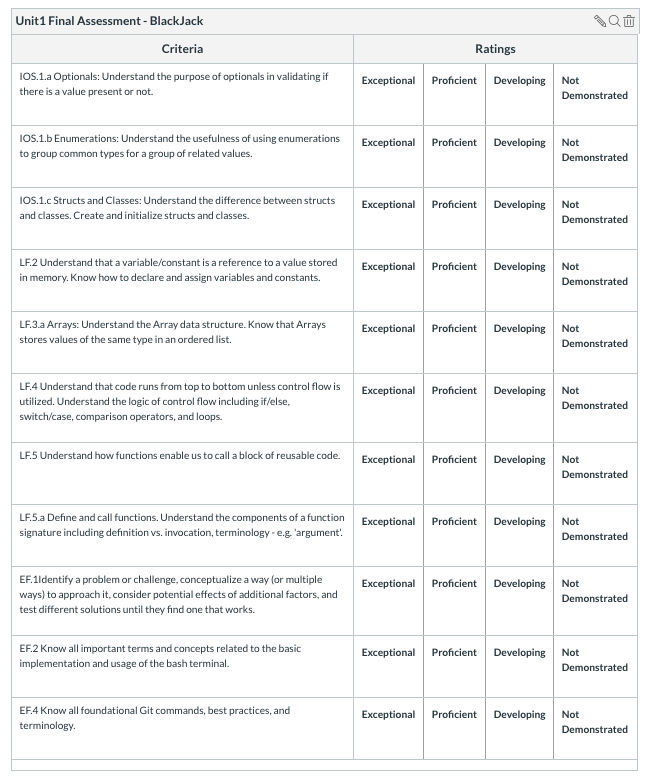 Unit1 Final Assessment - BlackJack
Criteria
Ratings
IOS.1.a Optionals: Understand the purpose of optionals in validating if
there is a value present or not.
Exceptional
Proficient
Developing
Not
Demonstrated
IOS.1.b Enumerations: Understand the usefulness of using enumerations
to group common types for a group of related values.
Exceptional
Proficient
Developing
Not
Demonstrated
IOS.1.c Structs and Classes: Understand the difference between structs
and classes. Create and initialize structs and classes.
Exceptional
Proficient
Developing
Not
Demonstrated
LF.2 Understand that a variable/constant is a reference to a value stored
in memory. Know how to declare and assign variables and constants.
Exceptional
Proficient
Developing
Not
Demonstrated
LF.3.a Arrays: Understand the Array data structure. Know that Arrays
stores values of the same type in an ordered list.
Exceptional
Proficient
Developing
Not
Demonstrated
LF.4 Understand that code runs from top to bottom unless control flow is
utilized. Understand the logic of control flow including if/else,
switch/case, comparison operators, and loops.
Exceptional
Proficient
Developing
Not
Demonstrated
LF.5 Understand how functions enable us to call a block of reusable code.
Exceptional
Proficient
Developing
Not
Demonstrated
LF.5.a Define and call functions. Understand the components of a function
signature including definition vs. invocation, terminology - e.g. 'argument'.
Exceptional
Proficient
Developing
Not
Demonstrated
EF.1Identify a problem or challenge, conceptualize a way (or multiple
ways) to approach it, consider potential effects of additional factors, and
test different solutions until they find one that works.
Exceptional
Proficient
Developing
Not
Demonstrated
EF.2 Know all important terms and concepts related to the basic
implementation and usage of the bash terminal.
Exceptional
Proficient
Developing
Not
Demonstrated
EF.4 Know all foundational Git commands, best practices, and
terminology.
Exceptional
Proficient
Developing
Not
Demonstrated